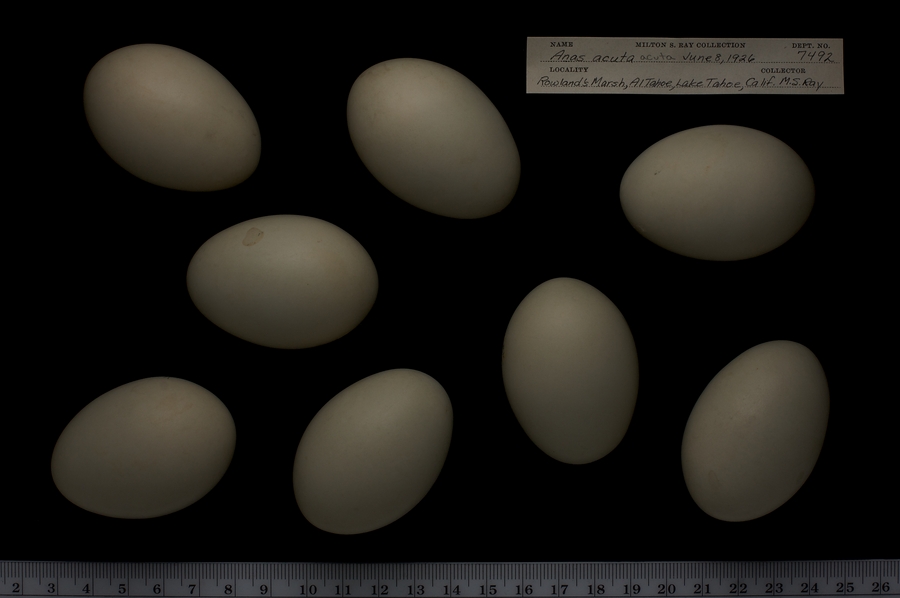 NAME MILTON S. RAY COLLECTION DEPT. NO.
Anas acuta acuta June 8, 1926 7492
LOCALITY COLLECTOR
Rowland's Marsh, Al Tahoe, Lake Tahoe, Calif. M.S. Ray
2 3 4 5 6 7 8 9 10 11 12 13 14 15 16 17 18 19 20 21 22 23 24 25 26